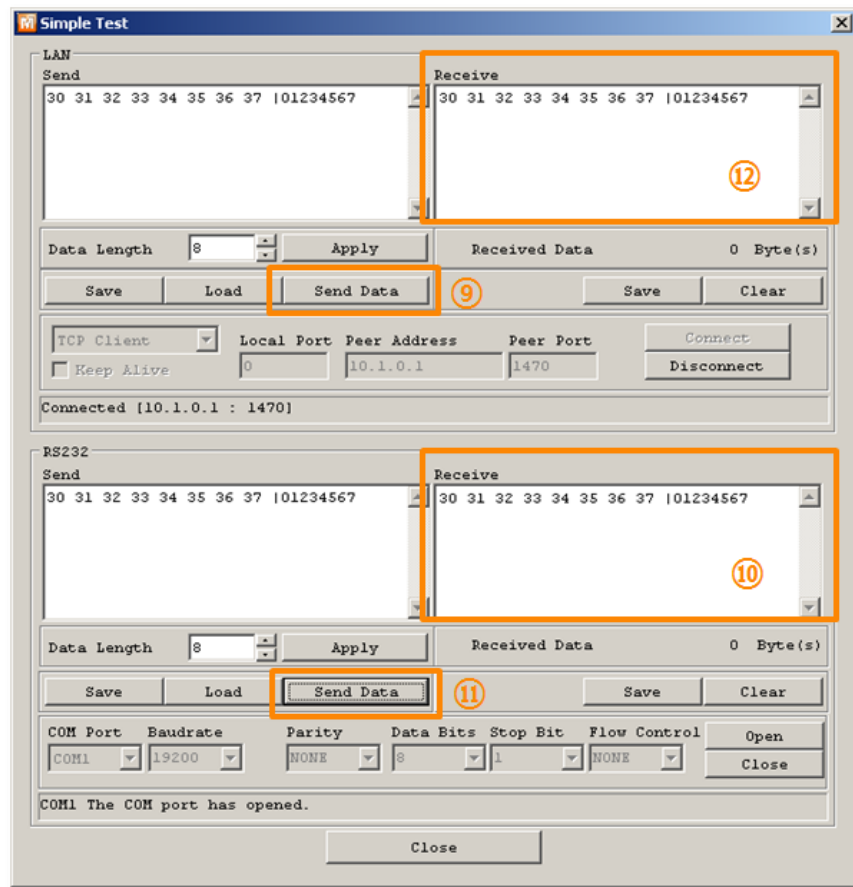 Simple Test
LAN
Send
Receive
30 31 32 33 34 35 36 37 |01234567
30 31 32 33 34 35 36 37 |01234567
⑫
Data Length 8 Apply Received Data 0 Byte(s)
Save Load Send Data ⑨ Save Clear
TCP Client Local Port Peer Address Peer Port Connect
Keep Alive 0 10.1.0.1 1470 Disconnect
Connected [10.1.0.1 : 1470]
RS232
Send
Receive
30 31 32 33 34 35 36 37 |01234567
30 31 32 33 34 35 36 37 |01234567
⑩
Data Length 8 Apply Received Data 0 Byte(s)
Save Load Send Data ⑪ Save Clear
COM Port Baudrate Parity Data Bits Stop Bit Flow Control Open
COM1 19200 NONE 8 1 NONE Close
COM1 The COM port has opened.
Close